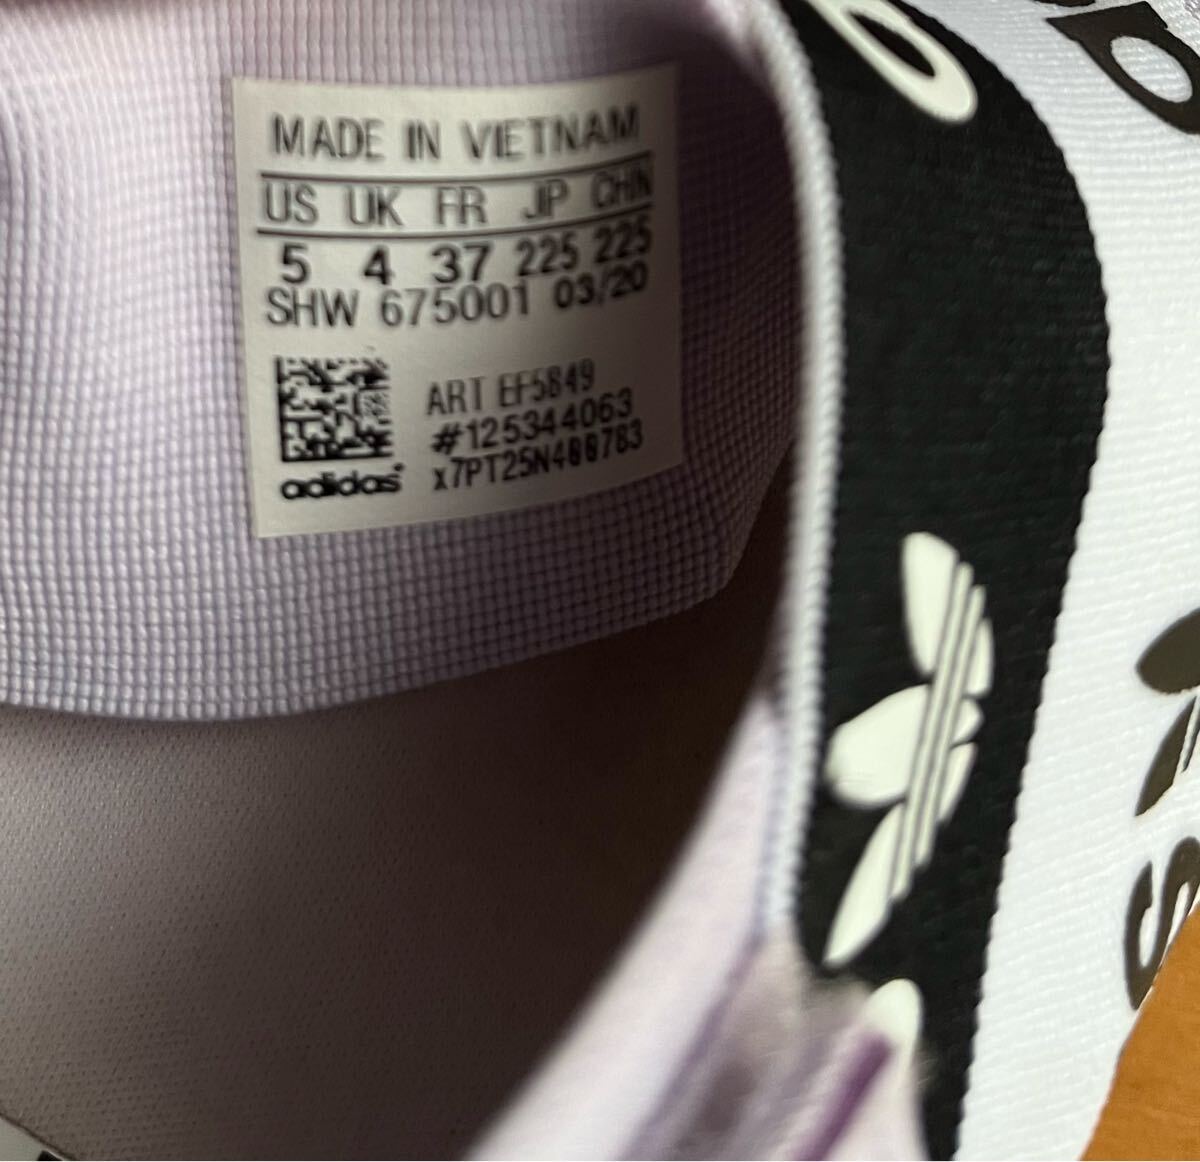 MADE IN VIETNAM
US UK FR JP CHN
5 4 37 225 225
SHW 675001 03/20
ART EF5849
#125344063
adidas